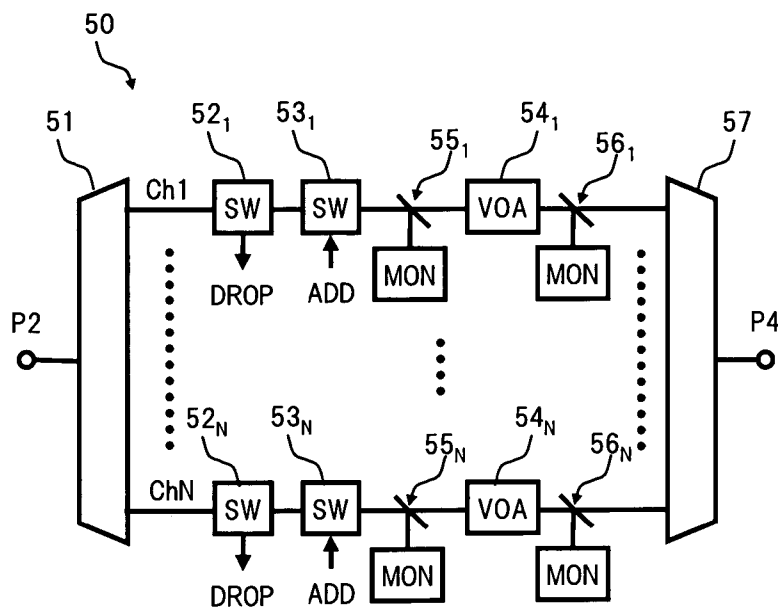 50
51
52₁
53₁
55₁
54₁
56₁
57
Ch1
SW
SW
VOA
DROP
ADD
MON
MON
P2
P4
52N
53N
55N
54N
56N
ChN
SW
SW
VOA
DROP
ADD
MON
MON